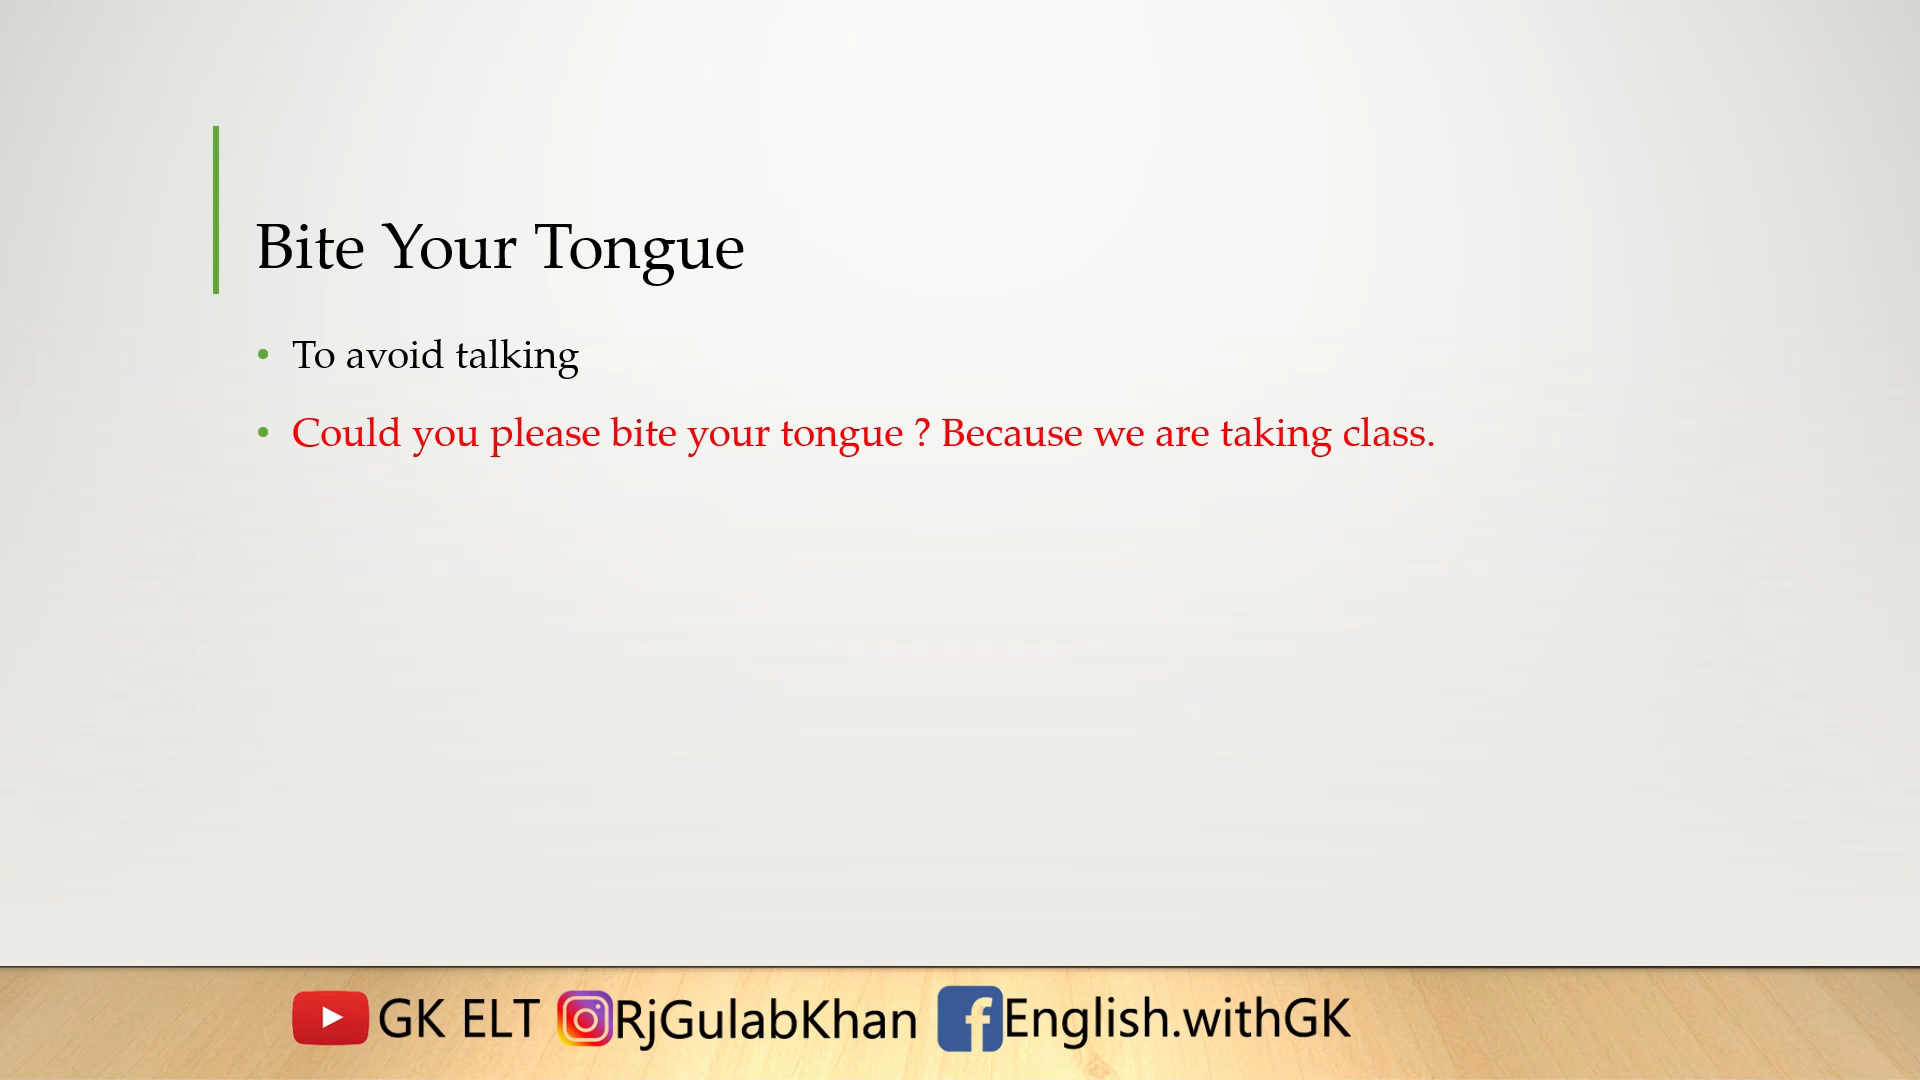 Bite Your Tongue
• To avoid talking
• Could you please bite your tongue ? Because we are taking class.
GK ELT RjGulabKhan English.withGK